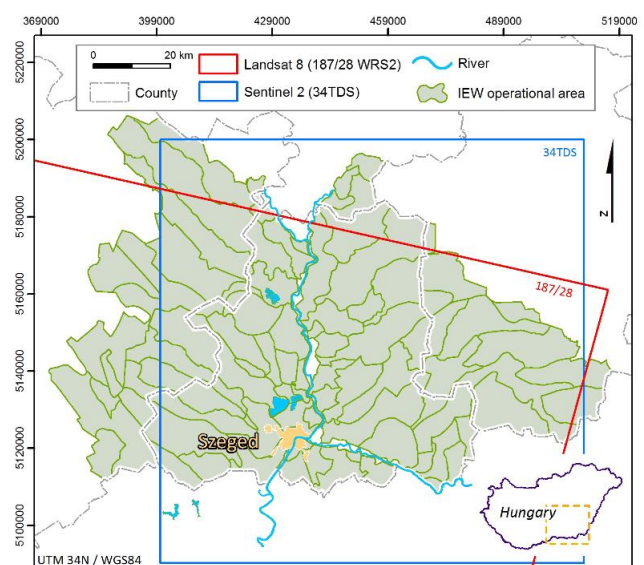 369000 399000 429000 459000 489000 519000
5220000
5200000
5180000
5160000
5140000
5120000
5100000
0 20 km
Landsat 8 (187/28 WRS2)
River
County
Sentinel 2 (34TDS)
IEW operational area
34TDS
N
187/28
Szeged
Hungary
UTM 34N / WGS84